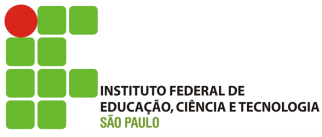 INSTITUTO FEDERAL DE
EDUCAÇÃO, CIÊNCIA E TECNOLOGIA
SÃO PAULO